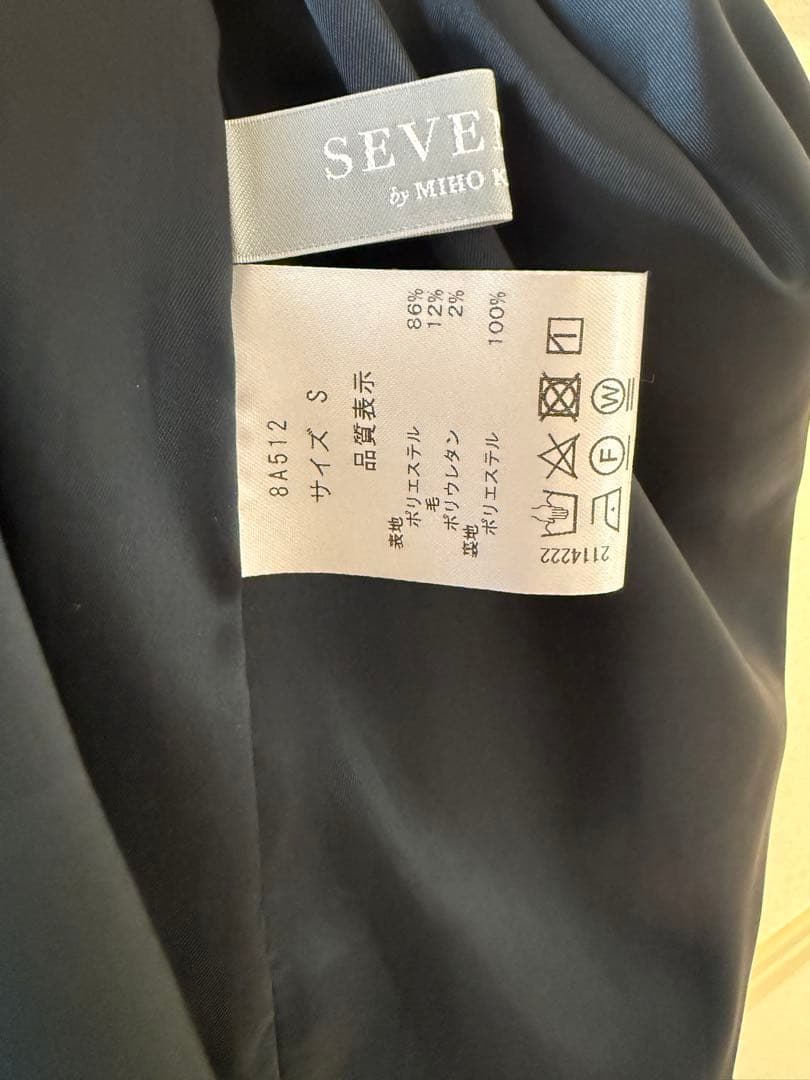 SEVE
by MIHO K
8A512
サイズ S
品質表示
表地
ポリエステル 86%
毛 12%
ポリウレタン 2%
裏地
ポリエステル 100%
F W
2114222